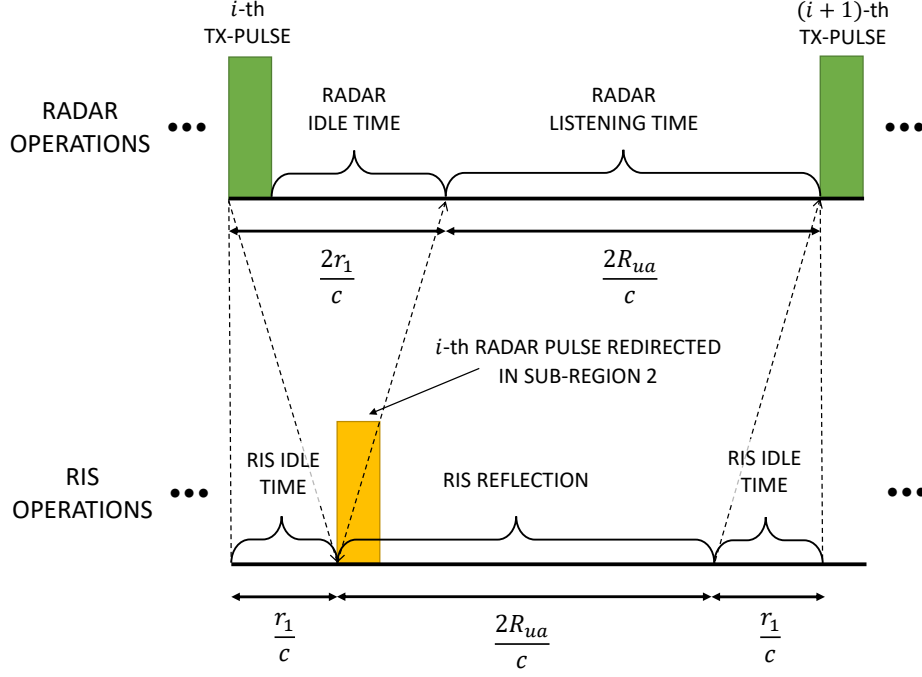 i-th
TX-PULSE
(i + 1)-th
TX-PULSE
RADAR
OPERATIONS
•••
RADAR
IDLE TIME
RADAR
LISTENING TIME
•••
2r₁
c
2Rᵤₐ
c
i-th RADAR PULSE REDIRECTED
IN SUB-REGION 2
RIS
OPERATIONS
•••
RIS IDLE
TIME
RIS REFLECTION
RIS IDLE
TIME
•••
r₁
c
2Rᵤₐ
c
r₁
c